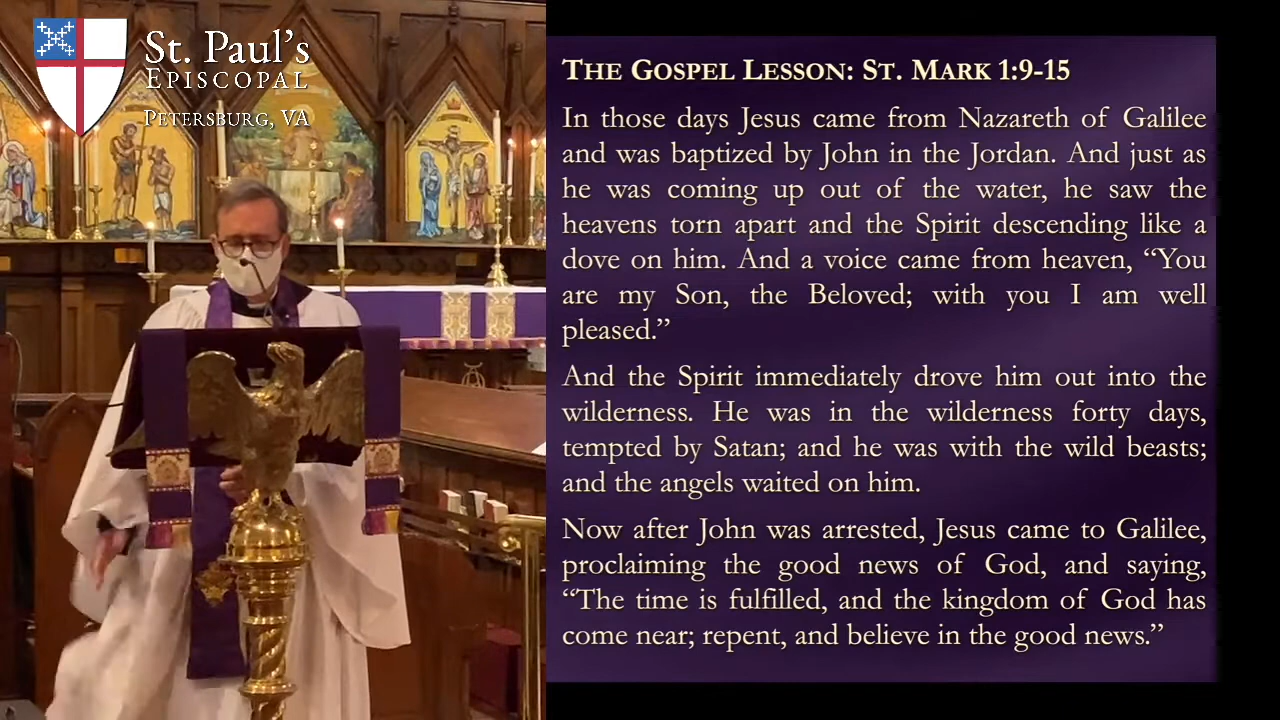 St. Paul's
Episcopal
Petersburg, VA
The Gospel Lesson: St. Mark 1:9-15
In those days Jesus came from Nazareth of Galilee
and was baptized by John in the Jordan. And just as
he was coming up out of the water, he saw the
heavens torn apart and the Spirit descending like a
dove on him. And a voice came from heaven, “You
are my Son, the Beloved; with you I am well
pleased.”
And the Spirit immediately drove him out into the
wilderness. He was in the wilderness forty days,
tempted by Satan; and he was with the wild beasts;
and the angels waited on him.
Now after John was arrested, Jesus came to Galilee,
proclaiming the good news of God, and saying,
“The time is fulfilled, and the kingdom of God has
come near; repent, and believe in the good news.”